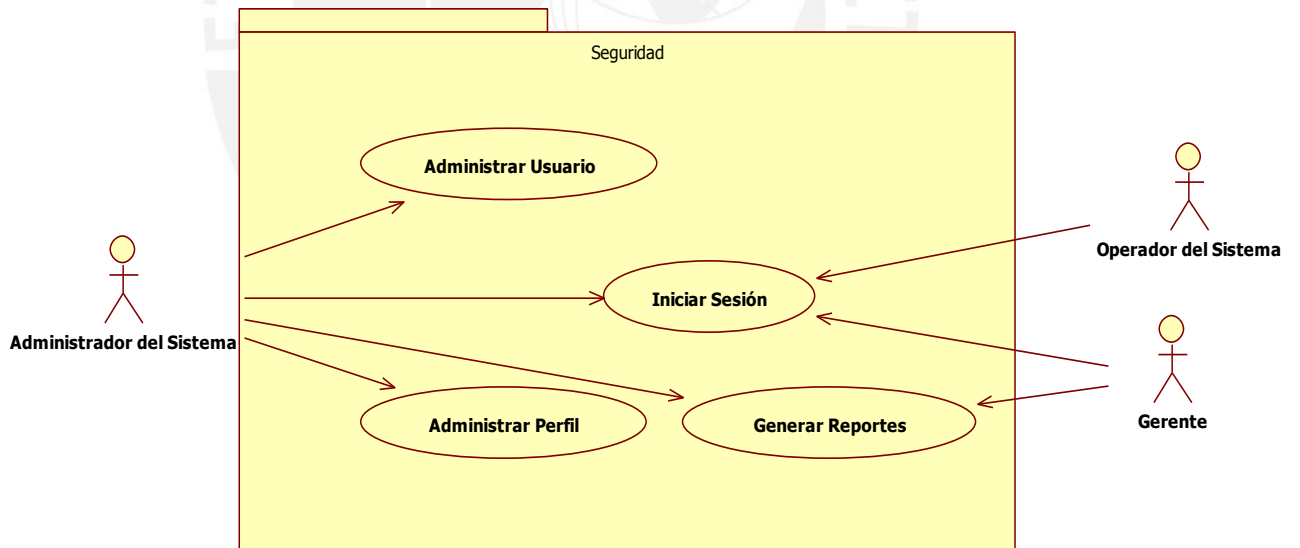 Seguridad
Administrar Usuario
Operador del Sistema
Iniciar Sesión
Administrador del Sistema
Administrar Perfil
Generar Reportes
Gerente